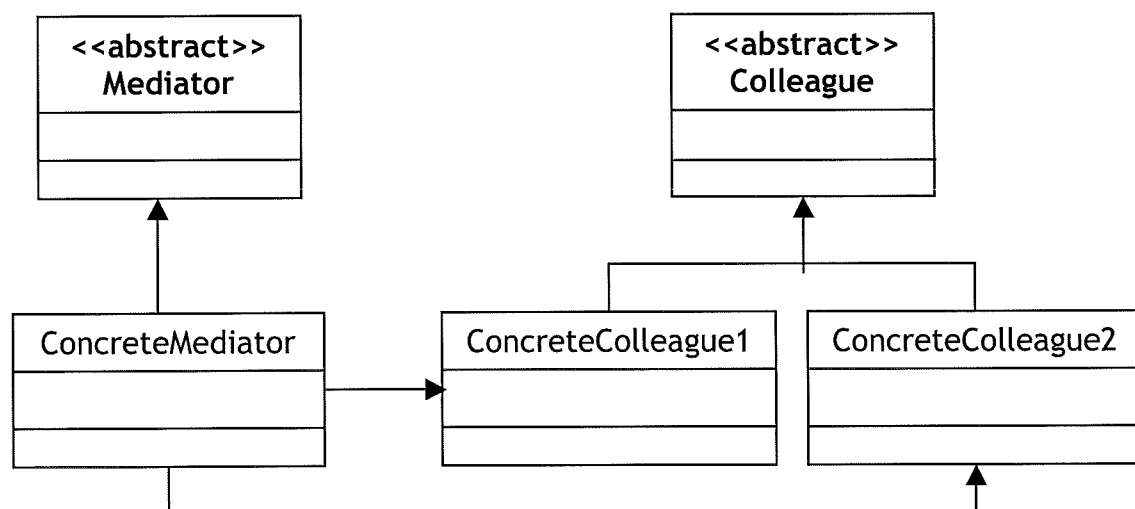 <<abstract>>
Mediator
<<abstract>>
Colleague
ConcreteMediator
ConcreteColleague1
ConcreteColleague2